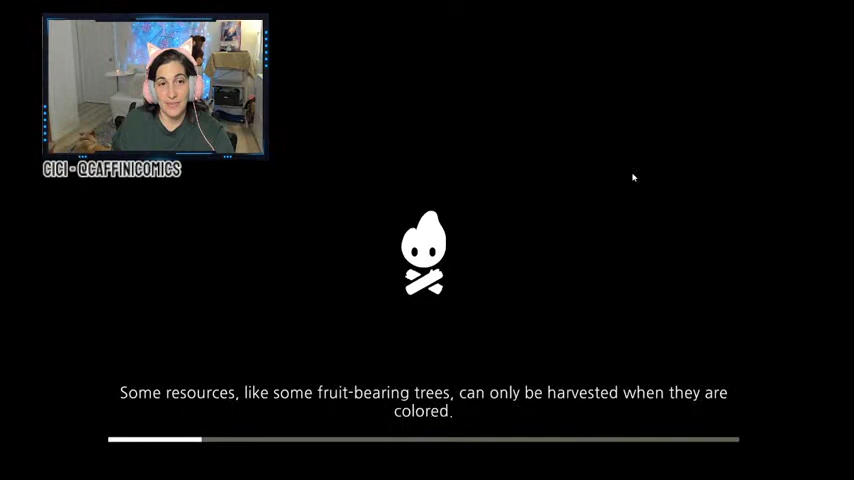 CICI - @CAFFINICOMICS
Some resources, like some fruit-bearing trees, can only be harvested when they are
colored.